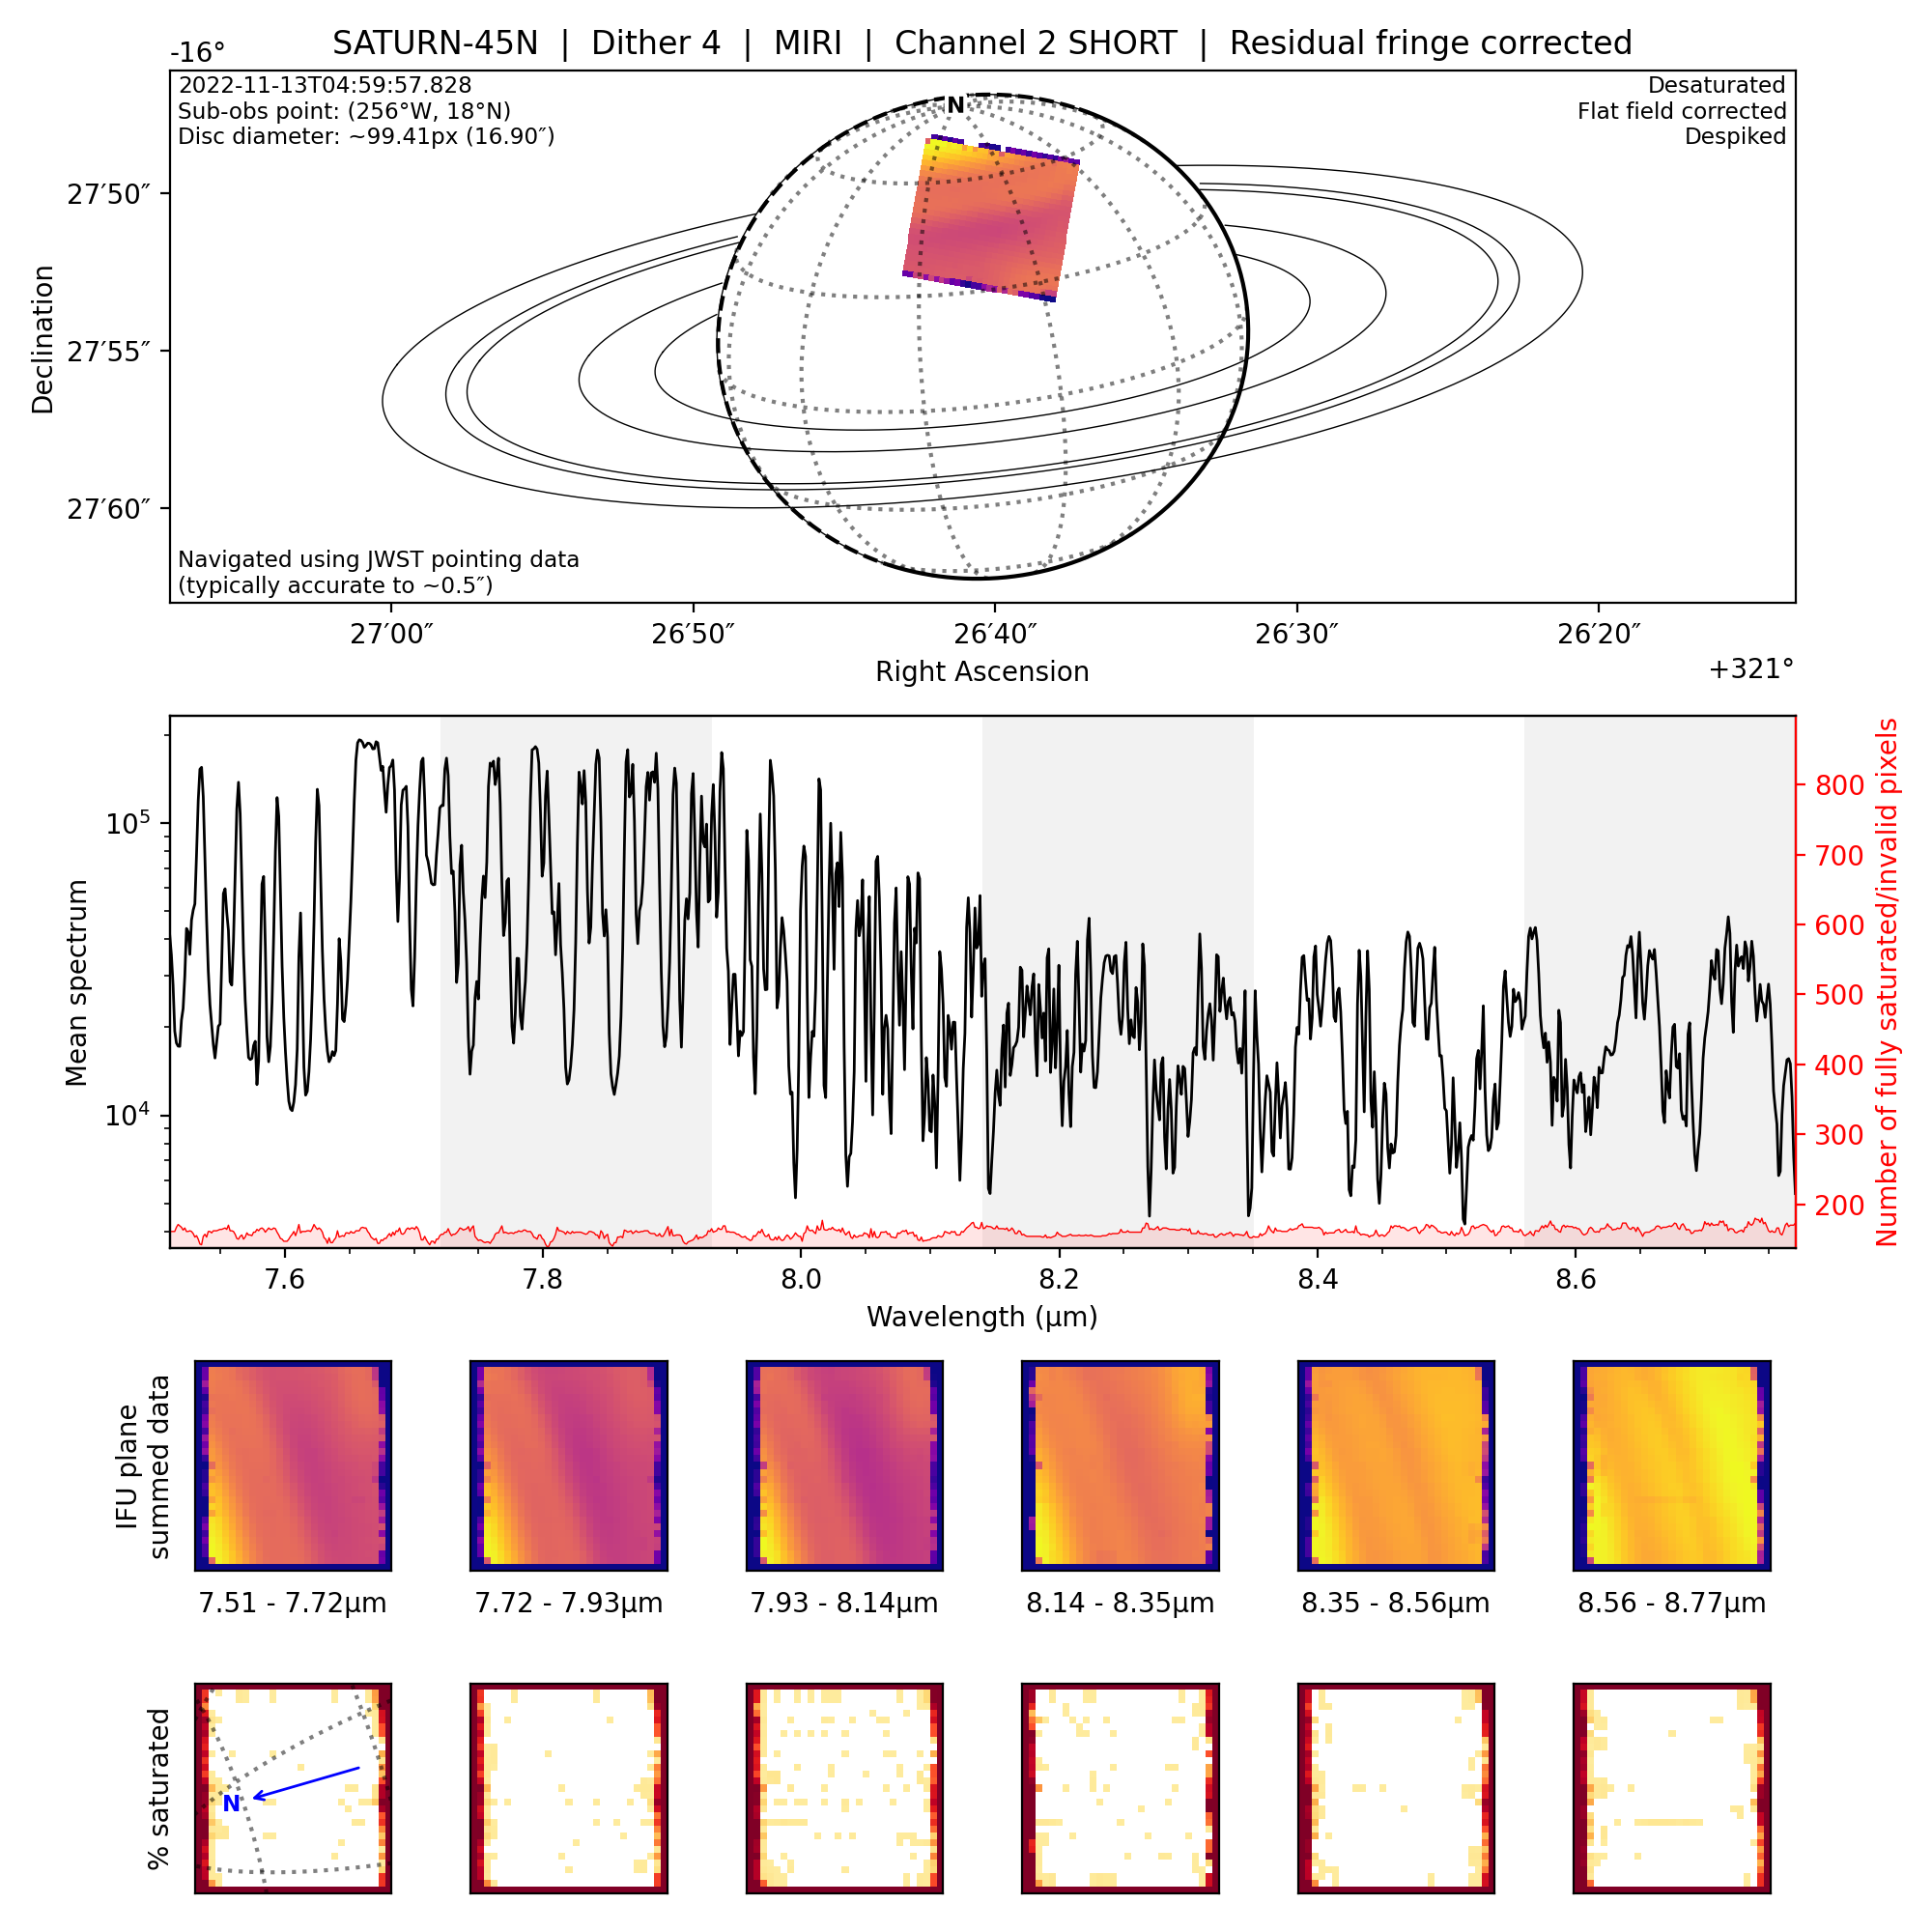 SATURN-45N | Dither 4 | MIRI | Channel 2 SHORT | Residual fringe corrected
-16°
2022-11-13T04:59:57.828
Sub-obs point: (256°W, 18°N)
Disc diameter: ~99.41px (16.90″)
Desaturated
Flat field corrected
Despiked
N
27′50″
27′55″
27′60″
Declination
Navigated using JWST pointing data
(typically accurate to ~0.5″)
27′00″ 26′50″ 26′40″ 26′30″ 26′20″
Right Ascension
+321°
Mean spectrum
10⁵
10⁴
800
700
600
500
400
300
200
Number of fully saturated/invalid pixels
7.6 7.8 8.0 8.2 8.4 8.6
Wavelength (µm)
IFU plane
summed data
7.51 - 7.72µm 7.72 - 7.93µm 7.93 - 8.14µm 8.14 - 8.35µm 8.35 - 8.56µm 8.56 - 8.77µm
% saturated
N